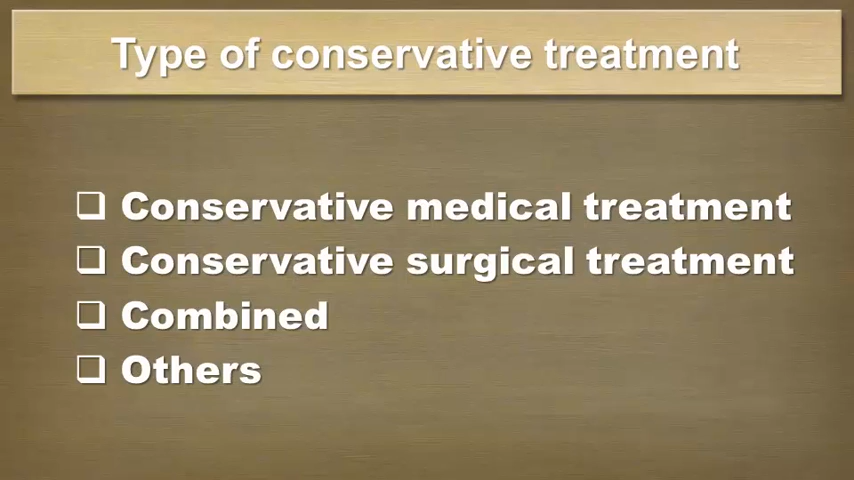 Type of conservative treatment
❑ Conservative medical treatment
❑ Conservative surgical treatment
❑ Combined
❑ Others